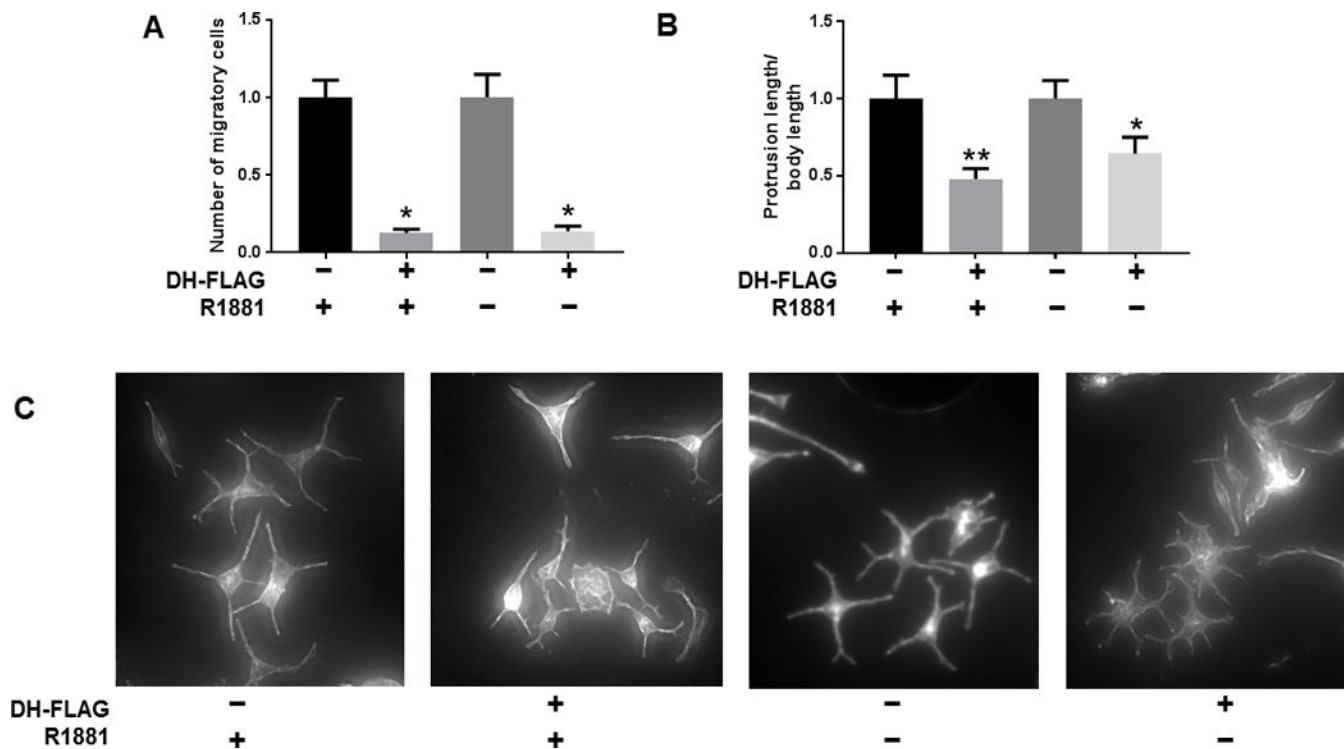 A
Number of migratory cells
1.5
1.0
0.5
0.0
* *
DH-FLAG − + − +
R1881 + + − −
B
Protrusion length/
body length
1.5
1.0
0.5
0.0
** *
DH-FLAG − + − +
R1881 + + − −
C
DH-FLAG − + − +
R1881 + + − −